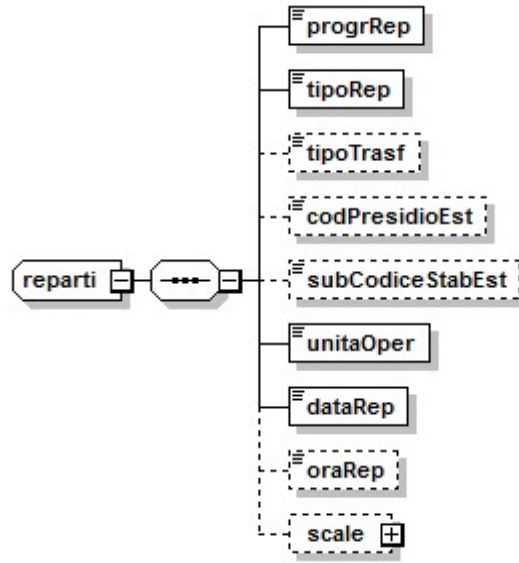 progrRep
tipoRep
tipoTrasf
codPresidioEst
reparti
subCodiceStabEst
unitaOper
dataRep
oraRep
scale